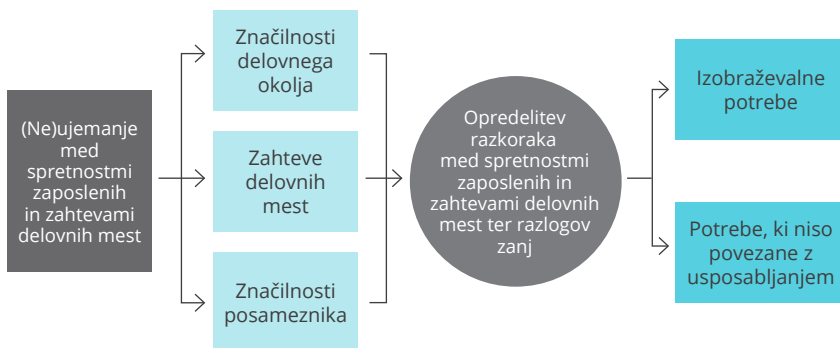 (Ne)ujemanje
med
spretnostmi
zaposlenih
in zahtevami
delovnih mest
Značilnosti
delovnega
okolja
Zahteve
delovnih
mest
Značilnosti
posameznika
Opredelitev
razkoraka
med spretnostmi
zaposlenih in
zahtevami delovnih
mest ter razlogov
zanj
Izobraževalne
potrebe
Potrebe, ki niso
povezane z
usposabljanjem